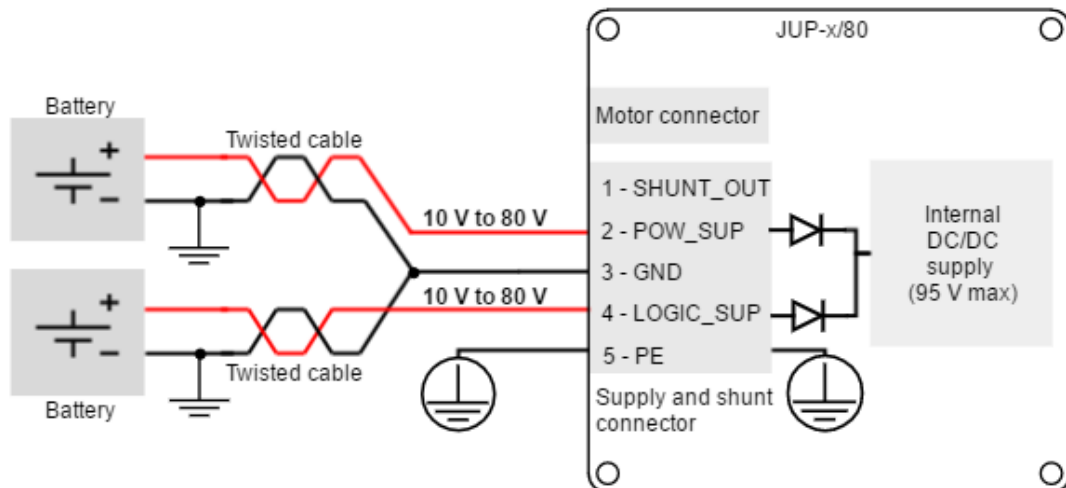 JUP-x/80
Battery
+
-
Twisted cable
10 V to 80 V
Motor connector
1 - SHUNT_OUT
2 - POW_SUP
3 - GND
4 - LOGIC_SUP
5 - PE
Supply and shunt
connector
Internal
DC/DC
supply
(95 V max)
+
-
10 V to 80 V
Twisted cable
Battery